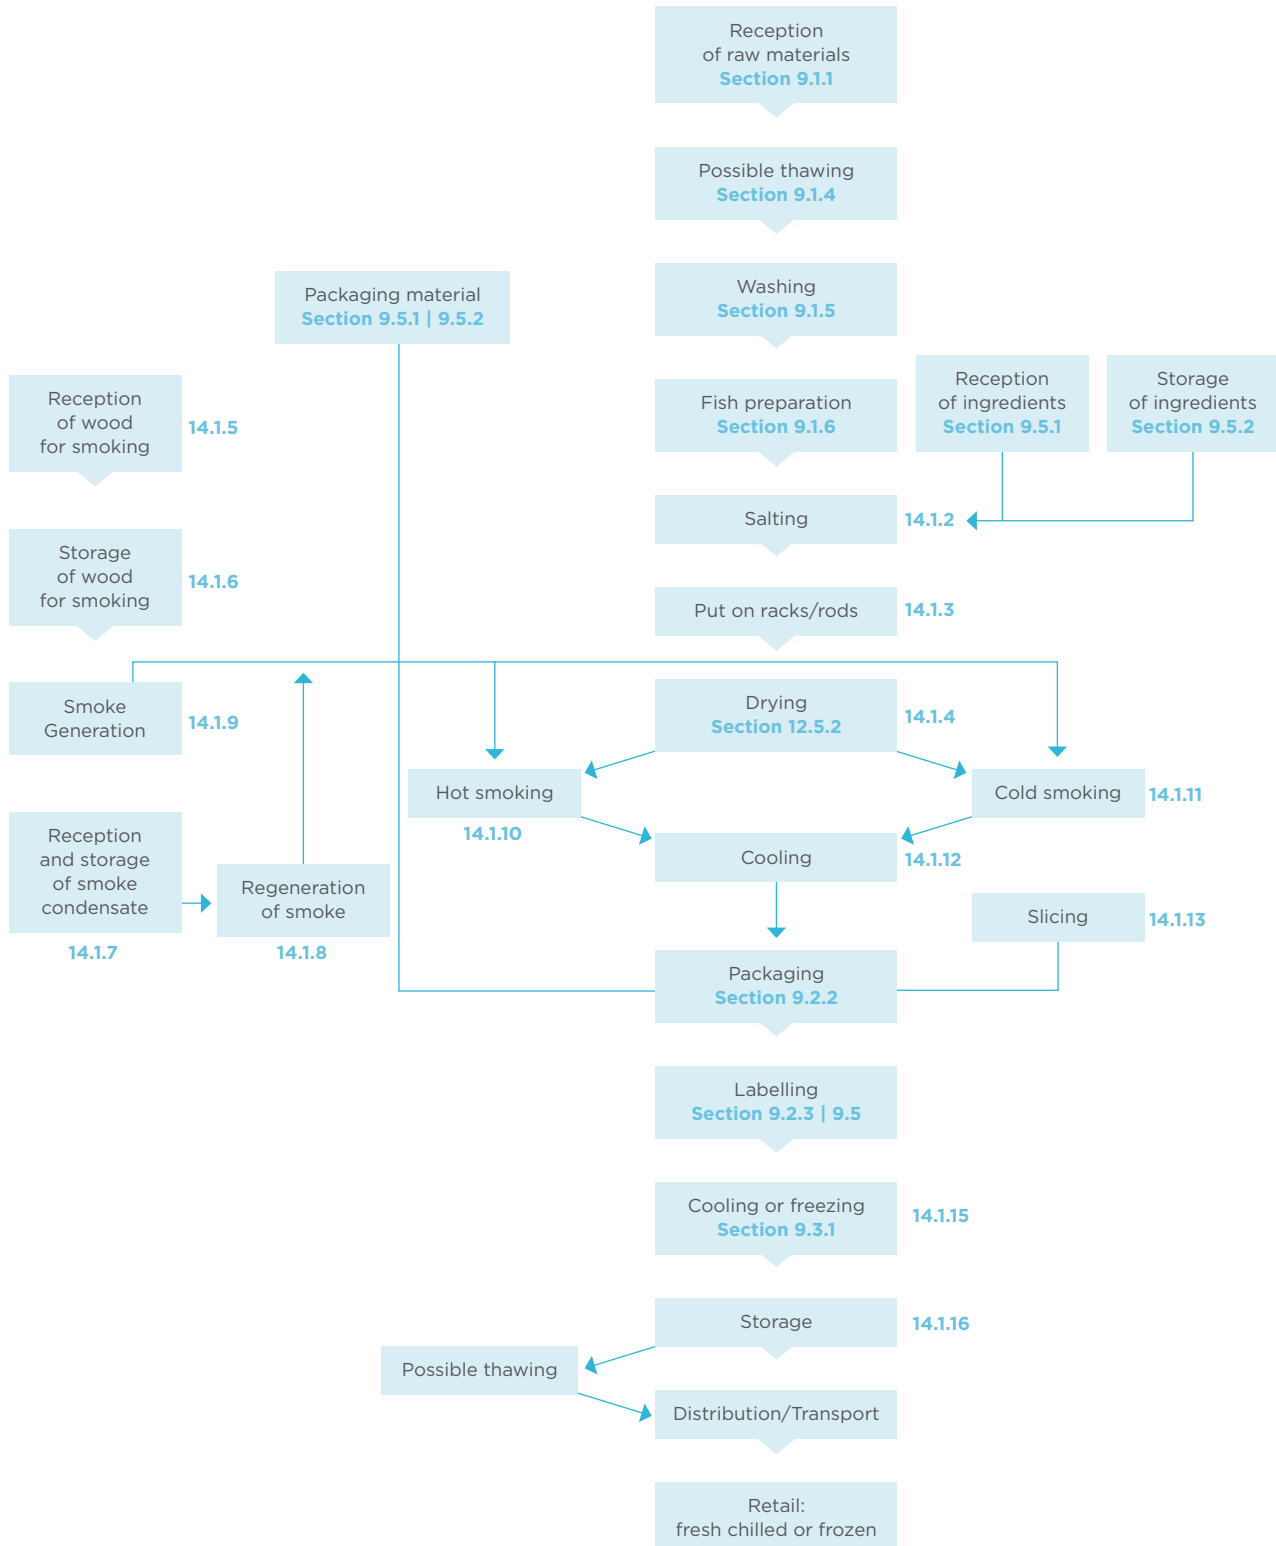 Reception
of raw materials
Section 9.1.1
Possible thawing
Section 9.1.4
Washing
Section 9.1.5
Packaging material
Section 9.5.1 | 9.5.2
Fish preparation
Section 9.1.6
Reception
of ingredients
Section 9.5.1
Storage
of ingredients
Section 9.5.2
Reception
of wood
for smoking
14.1.5
Salting
14.1.2
Storage
of wood
for smoking
14.1.6
Put on racks/rods
14.1.3
Smoke
Generation
14.1.9
Drying
Section 12.5.2
14.1.4
Hot smoking
14.1.10
Cold smoking
14.1.11
Reception
and storage
of smoke
condensate
14.1.7
Regeneration
of smoke
14.1.8
Cooling
14.1.12
Slicing
14.1.13
Packaging
Section 9.2.2
Labelling
Section 9.2.3 | 9.5
Cooling or freezing
Section 9.3.1
14.1.15
Storage
14.1.16
Possible thawing
Distribution/Transport
Retail:
fresh chilled or frozen